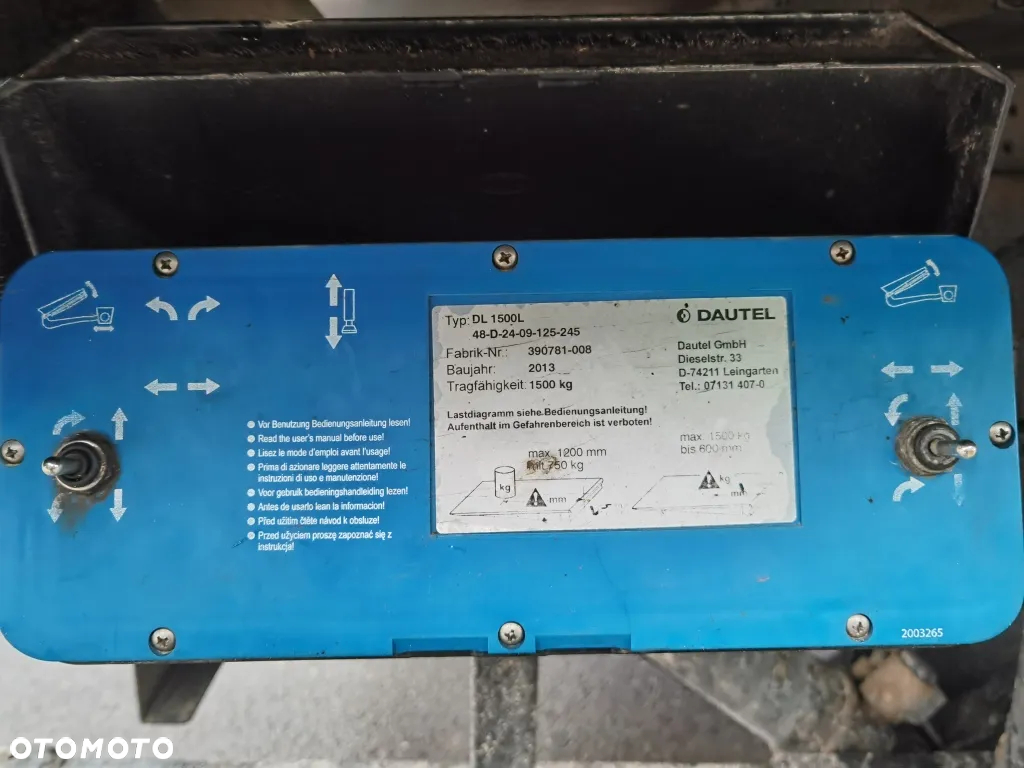 Typ: DL 1500L
48-D-24-09-125-245
Fabrik-Nr.: 390781-008
Baujahr: 2013
Tragfähigkeit: 1500 kg
DAUTEL
Dautel GmbH
Dieselstr. 33
D-74211 Leingarten
Tel.: 07131 407-0
Lastdiagramm siehe Bedienungsanleitung!
Aufenthalt im Gefahrenbereich ist verboten!
max. 1200 mm
mit 750 kg
max. 1500 kg
bis 600 mm
kg
mm
kg
mm
Vor Benutzung Bedienungsanleitung lesen!
Read the user's manual before use!
Lisez le mode d'emploi avant l'usage!
Prima di azionare leggere attentamente le
instruzioni di uso e manutenzione!
Voor gebruik bedieningshandleiding lezen!
Antes de usarlo lean la informacion!
Před užitím čtěte návod k obsluze!
Przed użyciem proszę zapoznać się z
instrukcja!
2003265
OTOMOTO